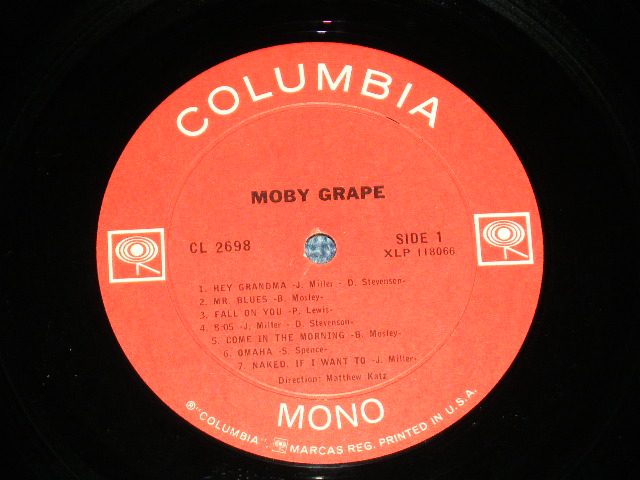 COLUMBIA
MOBY GRAPE
CL 2698
SIDE 1
XLP 118066
1. HEY GRANDMA -J. Miller - D. Stevenson-
2. MR. BLUES -B. Mosley-
3. FALL ON YOU -P. Lewis-
4. 8:05 -J. Miller - D. Stevenson-
5. COME IN THE MORNING -B. Mosley-
6. OMAHA -S. Spence-
7. NAKED, IF I WANT TO -J. Miller-
Direction: Matthew Katz
MONO
®"COLUMBIA", MARCAS REG. PRINTED IN U.S.A.